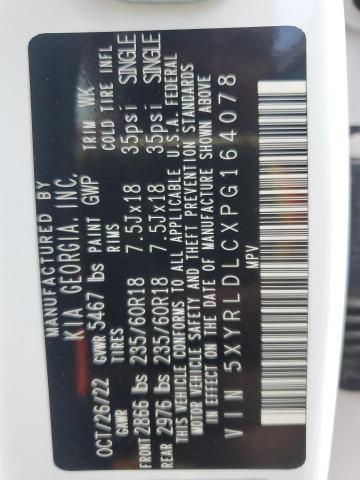 MANUFACTURED BY
KIA GEORGIA, INC.
OCT/26/22 GVWR 5467 lbs PAINT GWP TRIM WK
GAWR TIRES RIMS COLD TIRE INFL
FRONT 2866 lbs 235/60R18 7.5Jx18 35psi SINGLE
REAR 2976 lbs 235/60R18 7.5Jx18 35psi SINGLE
THIS VEHICLE CONFORMS TO ALL APPLICABLE U.S.A. FEDERAL
MOTOR VEHICLE SAFETY AND THEFT PREVENTION STANDARDS
IN EFFECT ON THE DATE OF MANUFACTURE SHOWN ABOVE
VIN 5XYRLDLCXPG164078
MPV